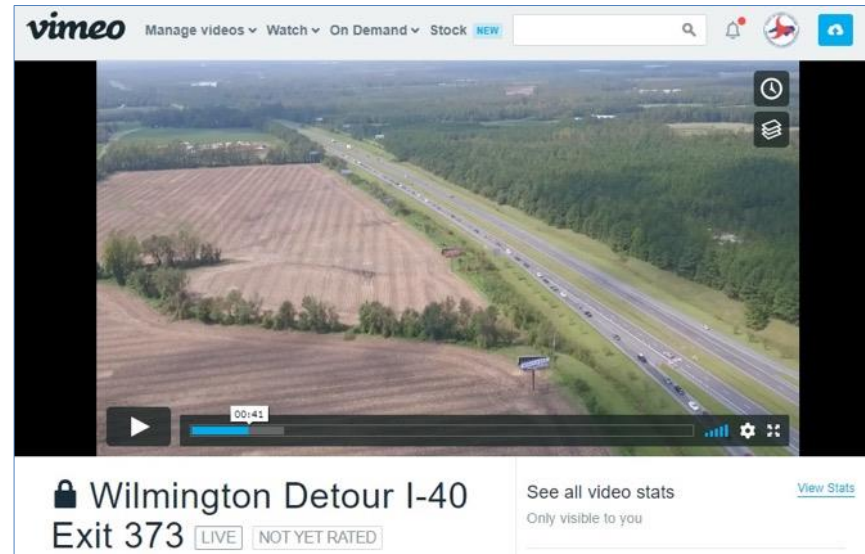 vimeo Manage videos Watch On Demand Stock NEW
00:41
Wilmington Detour I-40
Exit 373 LIVE NOT YET RATED
See all video stats View Stats
Only visible to you